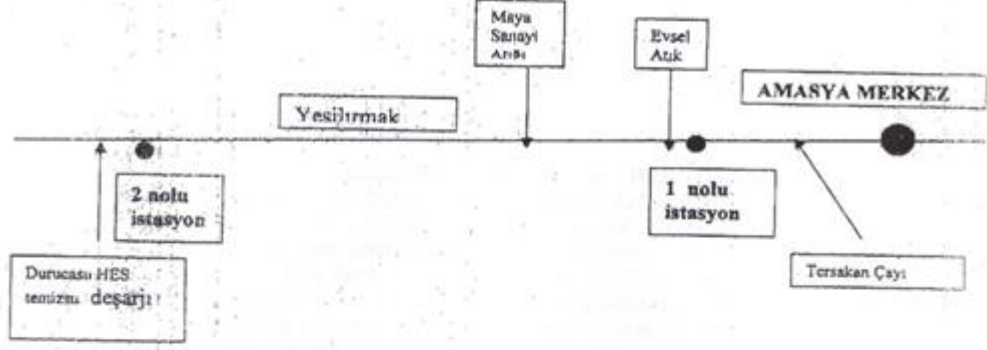 Maya
Sanayi
Atığı
Evsel
Atık
AMASYA MERKEZ
Yeşilırmak
2 nolu
istasyon
1 nolu
istasyon
Durucasu HES
temizsu deşarjı
Tersakan Çayı